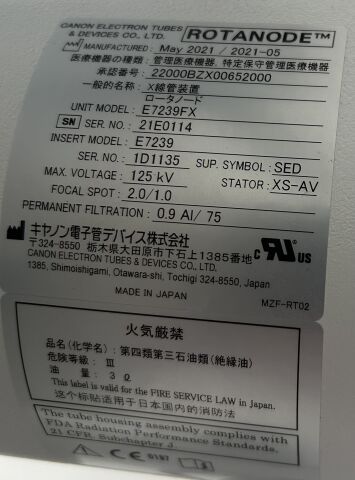 CANON ELECTRON TUBES
& DEVICES CO., LTD.
ROTANODE™
MANUFACTURED: May 2021 / 2021-05
医療機器の種類: 管理医療機器, 特定保守管理医療機器
承認番号: 22000BZX00652000
一般的名称: X線管装置
ロータノード
UNIT MODEL: E7239FX
SN SER. NO.: 21E0114
INSERT MODEL: E7239
SER. NO.: 1D1135 SUP. SYMBOL: SED
MAX. VOLTAGE: 125 kV STATOR: XS-AV
FOCAL SPOT: 2.0/1.0
PERMANENT FILTRATION: 0.9 Al/ 75
キヤノン電子管デバイス株式会社
〒324-8550 栃木県大田原市下石上1385番地
CANON ELECTRON TUBES & DEVICES CO., LTD.
1385, Shimoishigami, Otawara-shi, Tochigi 324-8550, Japan
c RU US
MADE IN JAPAN
MZF-RT02
火気厳禁
品名(化学名): 第四類第三石油類(絶縁油)
危険等級: III
油 量: 3 ℓ
This label is valid for the FIRE SERVICE LAW in japan.
这个标贴适用于日本国内的消防法
The tube housing assembly complies with
FDA Radiation Performance Standards,
21 CFR, Subchapter J.
CE 0197